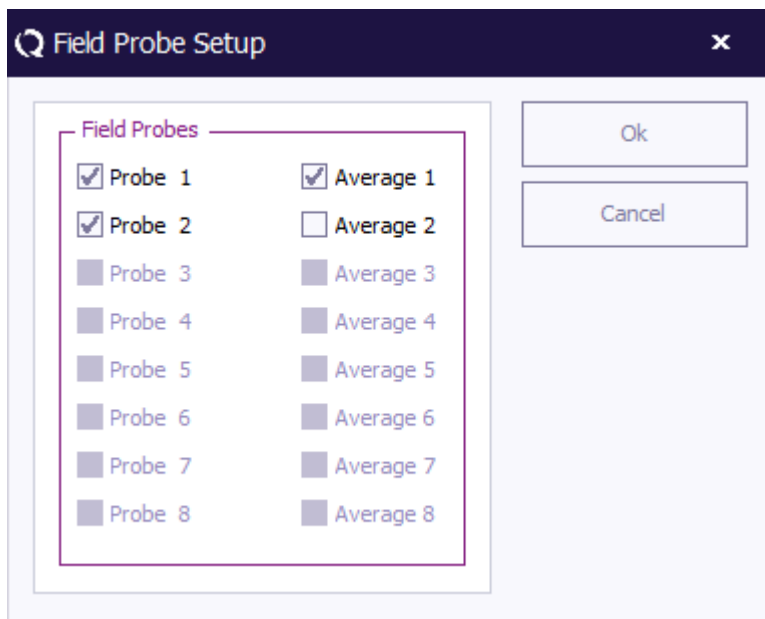 Field Probe Setup
Field Probes
Probe 1 Average 1
Probe 2 Average 2
Probe 3 Average 3
Probe 4 Average 4
Probe 5 Average 5
Probe 6 Average 6
Probe 7 Average 7
Probe 8 Average 8
Ok
Cancel